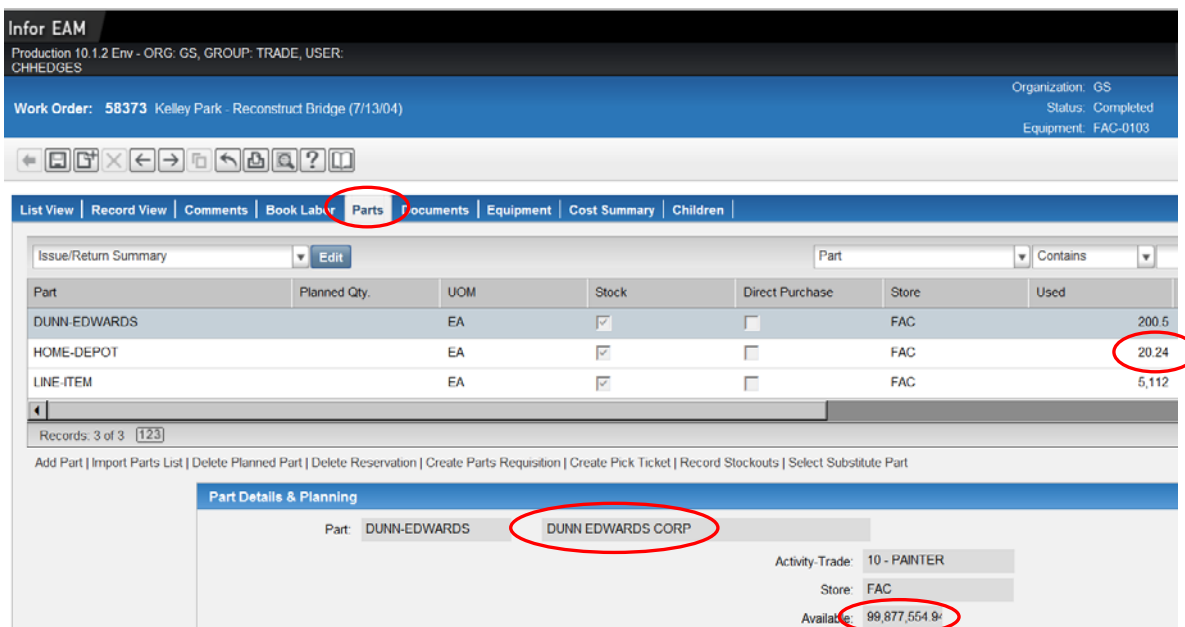 Infor EAM
Production 10.1.2 Env - ORG: GS, GROUP: TRADE, USER:
CHHEDGES
Organization: GS
Work Order: 58373 Kelley Park - Reconstruct Bridge (7/13/04)
Status: Completed
Equipment: FAC-0103
List View | Record View | Comments | Book Labor | Parts | Documents | Equipment | Cost Summary | Children |
Issue/Return Summary Edit Part Contains
Part Planned Qty. UOM Stock Direct Purchase Store Used
DUNN-EDWARDS EA FAC 200.5
HOME-DEPOT EA FAC 20.24
LINE-ITEM EA FAC 5,112
Records: 3 of 3 123
Add Part | Import Parts List | Delete Planned Part | Delete Reservation | Create Parts Requisition | Create Pick Ticket | Record Stockouts | Select Substitute Part
Part Details & Planning
Part: DUNN-EDWARDS DUNN EDWARDS CORP
Activity-Trade: 10 - PAINTER
Store: FAC
Available: 99,877,554.94